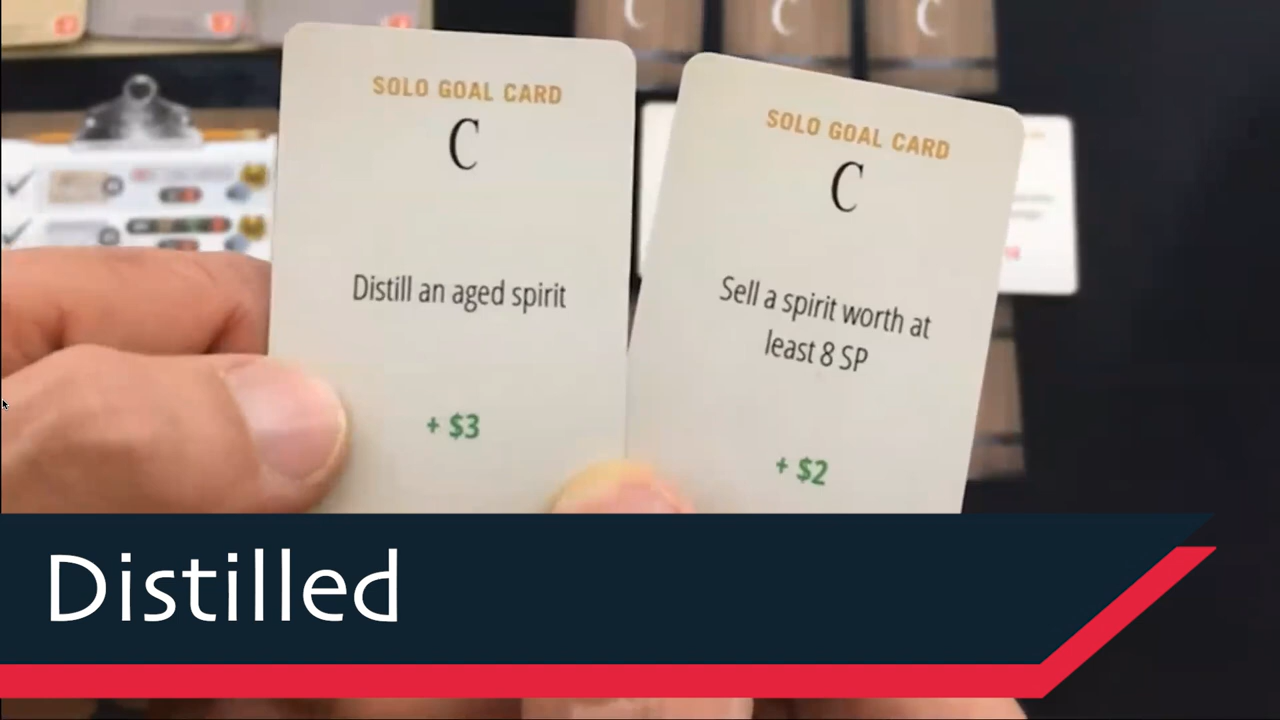 C
C
C
SOLO GOAL CARD
C
Distill an aged spirit
+ $3
SOLO GOAL CARD
C
Sell a spirit worth at
least 8 SP
+ $2
Distilled